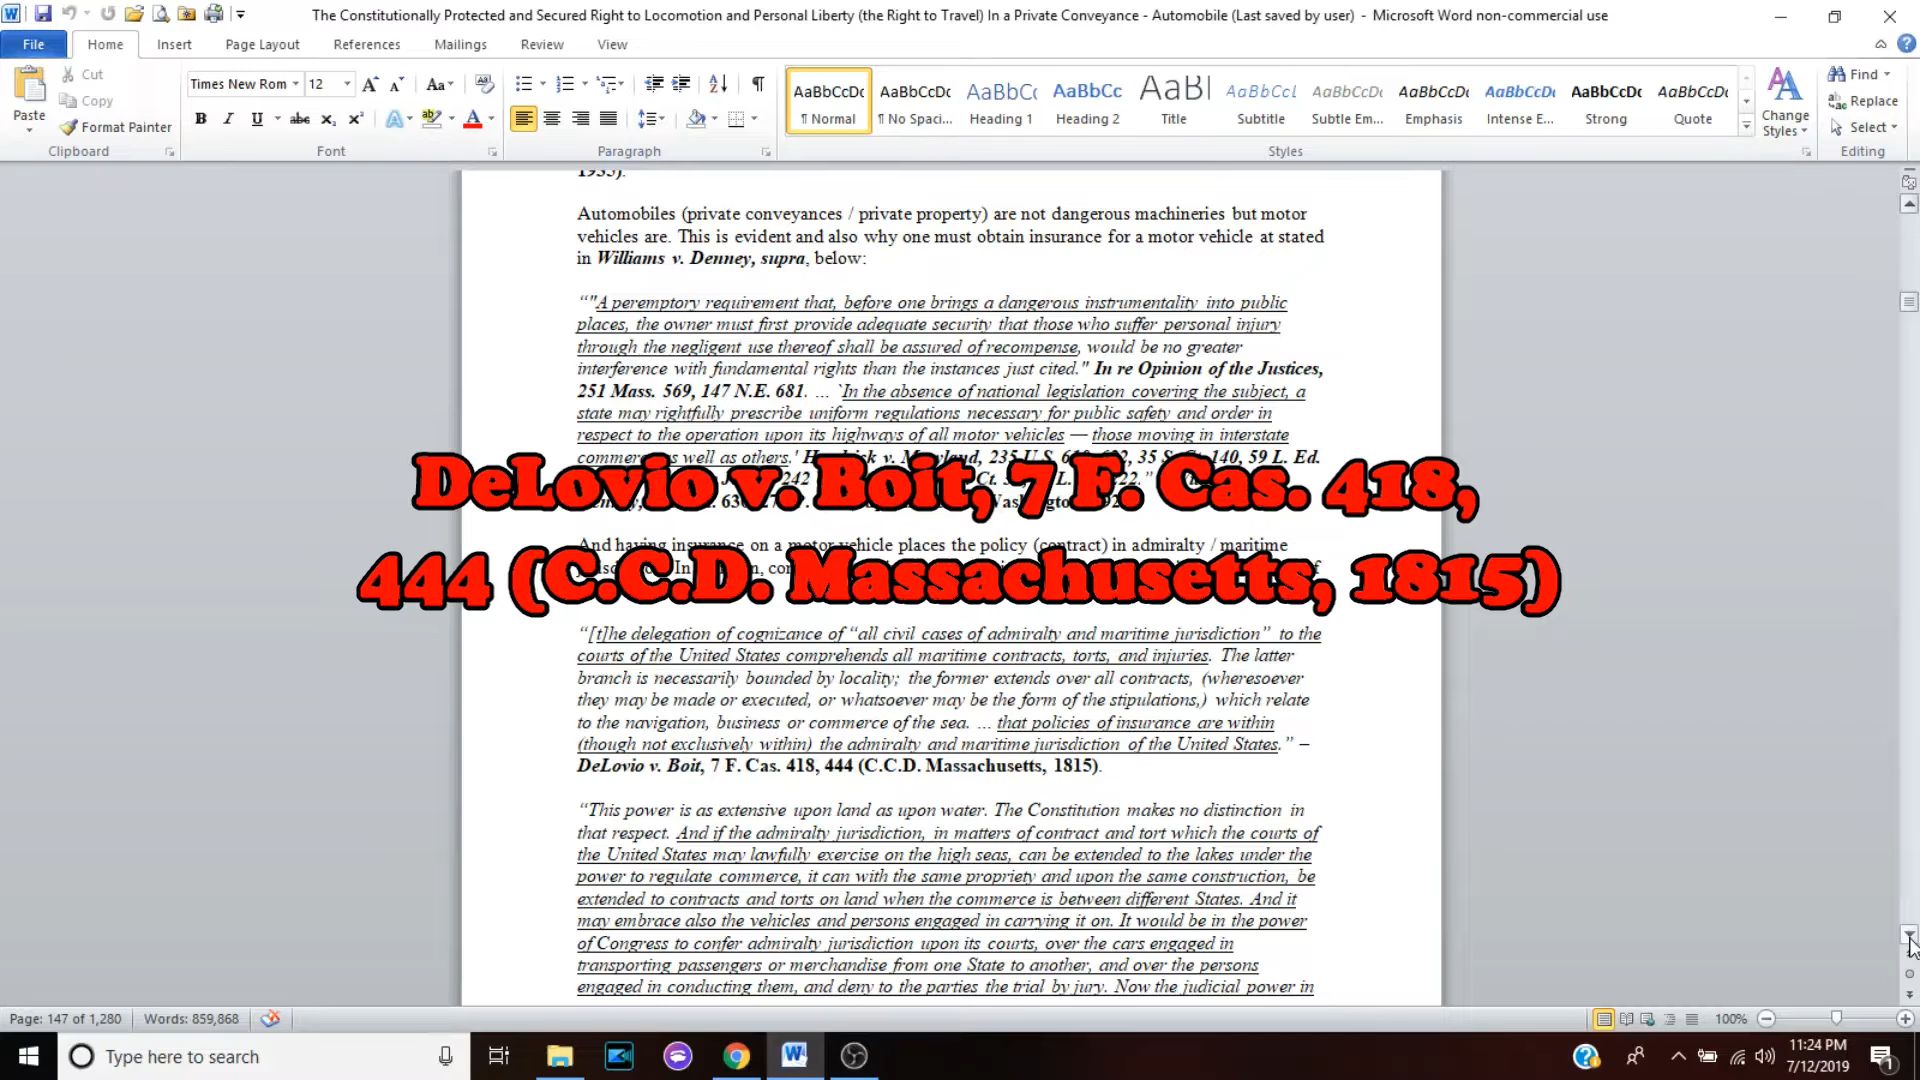 The Constitutionally Protected and Secured Right to Locomotion and Personal Liberty (the Right to Travel) In a Private Conveyance - Automobile (Last saved by user) - Microsoft Word non-commercial use
File Home Insert Page Layout References Mailings Review View
Paste
Cut
Copy
Format Painter
Clipboard
Times New Rom 12
Font
Paragraph
AaBbCcDc AaBbCcDc AaBbCc AaBbCc AaBl AaBbCcL AaBbCcDc AaBbCcDc AaBbCcDc AaBbCcDc AaBbCcDc
¶ Normal ¶ No Spaci... Heading 1 Heading 2 Title Subtitle Subtle Em... Emphasis Intense E... Strong Quote
Styles
Change Styles
Find
Replace
Select
Editing
1935).
Automobiles (private conveyances / private property) are not dangerous machineries but motor
vehicles are. This is evident and also why one must obtain insurance for a motor vehicle at stated
in Williams v. Denney, supra, below:
“"A peremptory requirement that, before one brings a dangerous instrumentality into public
places, the owner must first provide adequate security that those who suffer personal injury
through the negligent use thereof shall be assured of recompense, would be no greater
interference with fundamental rights than the instances just cited." In re Opinion of the Justices,
251 Mass. 569, 147 N.E. 681. ... `In the absence of national legislation covering the subject, a
state may rightfully prescribe uniform regulations necessary for public safety and order in
respect to the operation upon its highways of all motor vehicles — those moving in interstate
as well as others.' v. 235 U.S. 35 140, 59 L. Ed.
DeLovio v. Boit, 7 F. Cas. 418,
And having insurance on a motor vehicle places the policy (contract) in admiralty / maritime
444 (C.C.D. Massachusetts, 1815)
“[t]he delegation of cognizance of “all civil cases of admiralty and maritime jurisdiction” to the
courts of the United States comprehends all maritime contracts, torts, and injuries. The latter
branch is necessarily bounded by locality; the former extends over all contracts, (wheresoever
they may be made or executed, or whatsoever may be the form of the stipulations,) which relate
to the navigation, business or commerce of the sea. ... that policies of insurance are within
(though not exclusively within) the admiralty and maritime jurisdiction of the United States.” –
DeLovio v. Boit, 7 F. Cas. 418, 444 (C.C.D. Massachusetts, 1815).
“This power is as extensive upon land as upon water. The Constitution makes no distinction in
that respect. And if the admiralty jurisdiction, in matters of contract and tort which the courts of
the United States may lawfully exercise on the high seas, can be extended to the lakes under the
power to regulate commerce, it can with the same propriety and upon the same construction, be
extended to contracts and torts on land when the commerce is between different States. And it
may embrace also the vehicles and persons engaged in carrying it on. It would be in the power
of Congress to confer admiralty jurisdiction upon its courts, over the cars engaged in
transporting passengers or merchandise from one State to another, and over the persons
engaged in conducting them, and deny to the parties the trial by jury. Now the judicial power in
Page: 147 of 1,280 Words: 859,868 100%
Type here to search
11:24 PM
7/12/2019